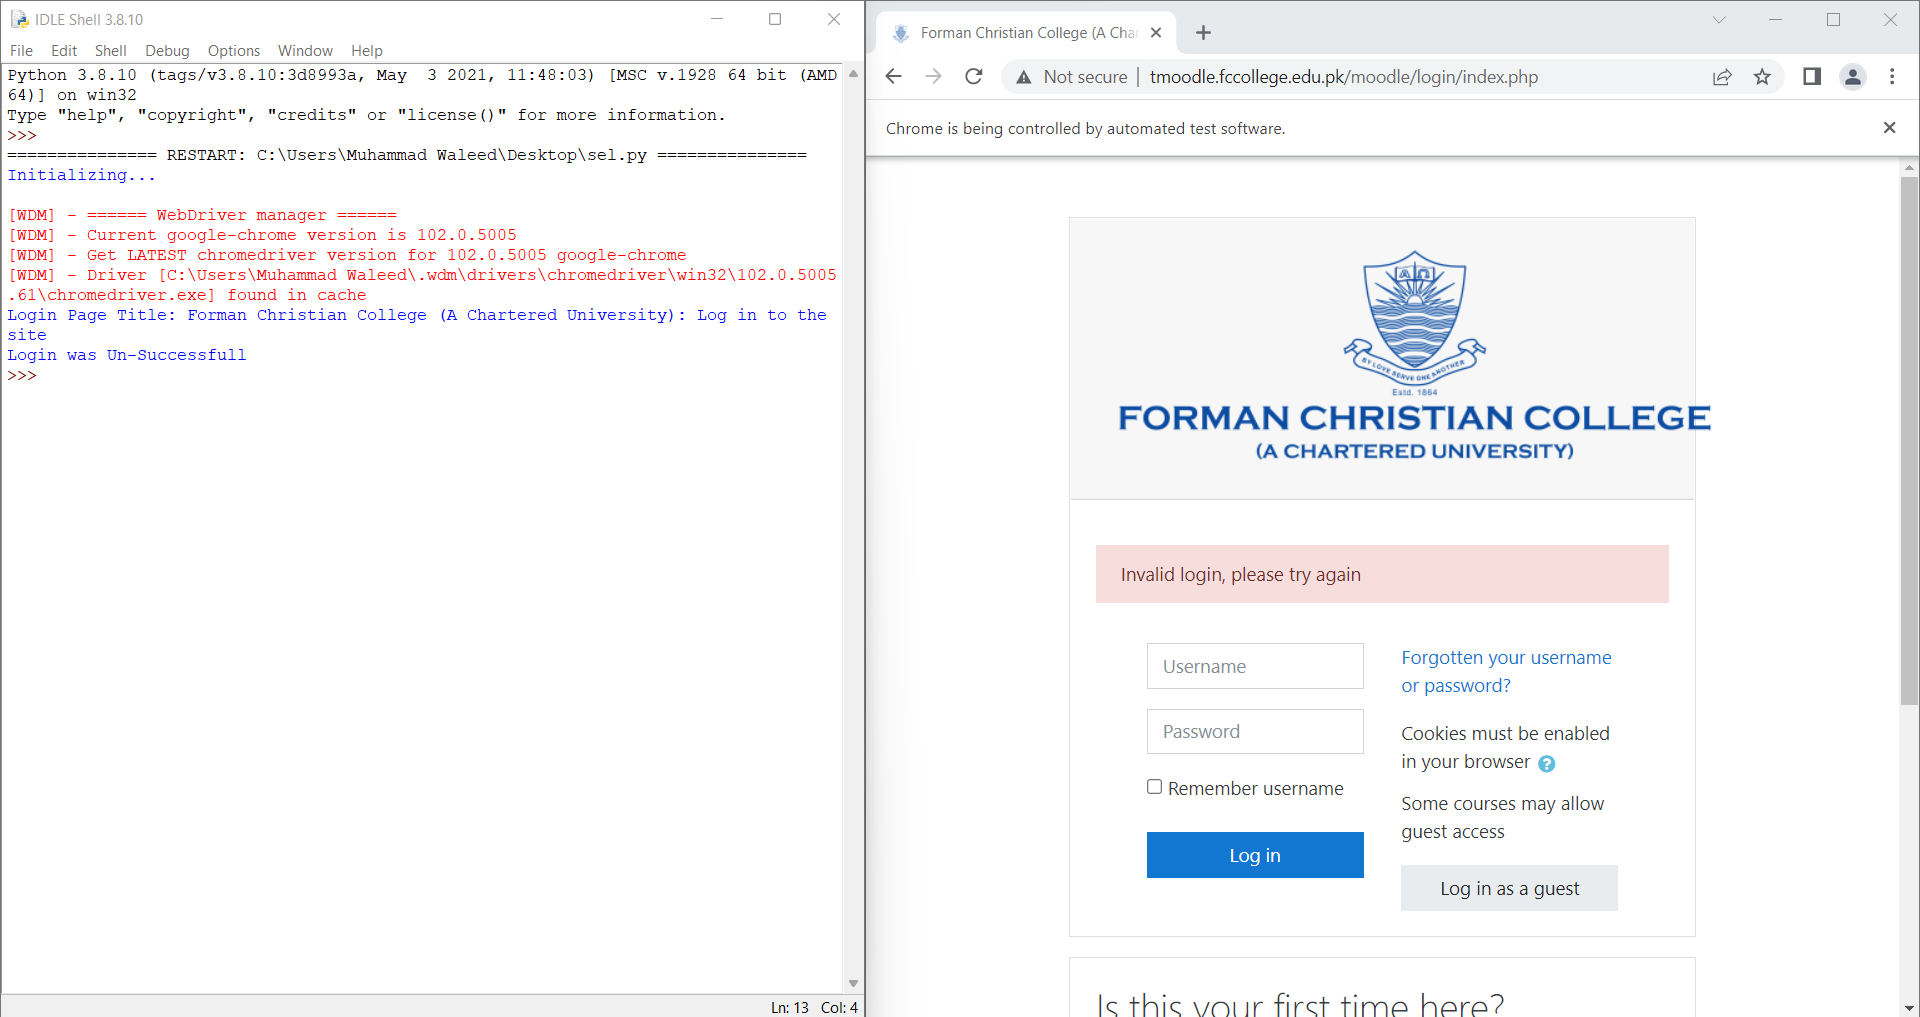 IDLE Shell 3.8.10
File Edit Shell Debug Options Window Help
Python 3.8.10 (tags/v3.8.10:3d8993a, May  3 2021, 11:48:03) [MSC v.1928 64 bit (AMD
64)] on win32
Type "help", "copyright", "credits" or "license()" for more information.
>>>
=============== RESTART: C:\Users\Muhammad Waleed\Desktop\sel.py ===============
Initializing...
[WDM] - ====== WebDriver manager ======
[WDM] - Current google-chrome version is 102.0.5005
[WDM] - Get LATEST chromedriver version for 102.0.5005 google-chrome
[WDM] - Driver [C:\Users\Muhammad Waleed\.wdm\drivers\chromedriver\win32\102.0.5005
.61\chromedriver.exe] found in cache
Login Page Title: Forman Christian College (A Chartered University): Log in to the
site
Login was Un-Successfull
>>>
Ln: 13 Col: 4
Forman Christian College (A Char
Not secure | tmoodle.fccollege.edu.pk/moodle/login/index.php
Chrome is being controlled by automated test software.
ΑΩ
BY LOVE SERVE ONE ANOTHER
Estd. 1864
FORMAN CHRISTIAN COLLEGE
(A CHARTERED UNIVERSITY)
Invalid login, please try again
Username
Password
Remember username
Log in
Forgotten your username
or password?
Cookies must be enabled
in your browser ?
Some courses may allow
guest access
Log in as a guest
Is this your first time here?